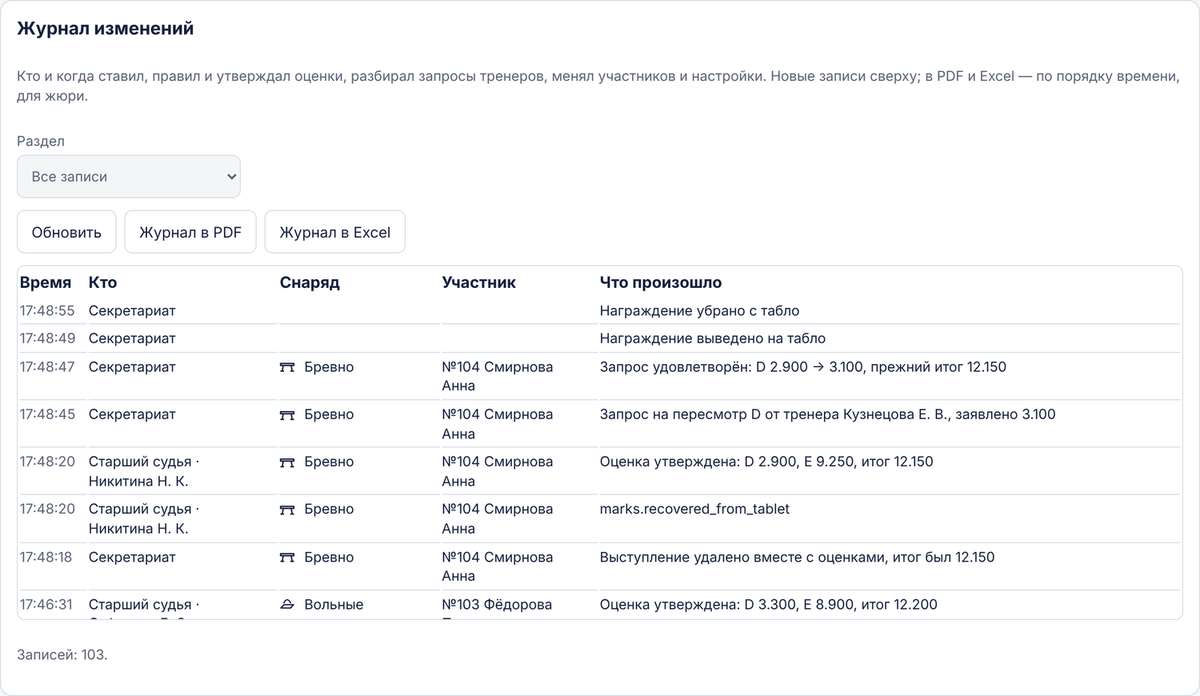 Журнал изменений
Кто и когда ставил, правил и утверждал оценки, разбирал запросы тренеров, менял участников и настройки. Новые записи сверху; в PDF и Excel — по порядку времени,
для жюри.
Раздел
Все записи
Обновить Журнал в PDF Журнал в Excel
Время Кто Снаряд Участник Что произошло
17:48:55 Секретариат Награждение убрано с табло
17:48:49 Секретариат Награждение выведено на табло
17:48:47 Секретариат Бревно №104 Смирнова Запрос удовлетворён: D 2.900 → 3.100, прежний итог 12.150
Анна
17:48:45 Секретариат Бревно №104 Смирнова Запрос на пересмотр D от тренера Кузнецова Е. В., заявлено 3.100
Анна
17:48:20 Старший судья · Бревно №104 Смирнова Оценка утверждена: D 2.900, E 9.250, итог 12.150
Никитина Н. К. Анна
17:48:20 Старший судья · Бревно №104 Смирнова marks.recovered_from_tablet
Никитина Н. К. Анна
17:48:18 Секретариат Бревно №104 Смирнова Выступление удалено вместе с оценками, итог был 12.150
Анна
17:46:31 Старший судья · Вольные №103 Фёдорова Оценка утверждена: D 3.300, E 8.900, итог 12.200
Записей: 103.